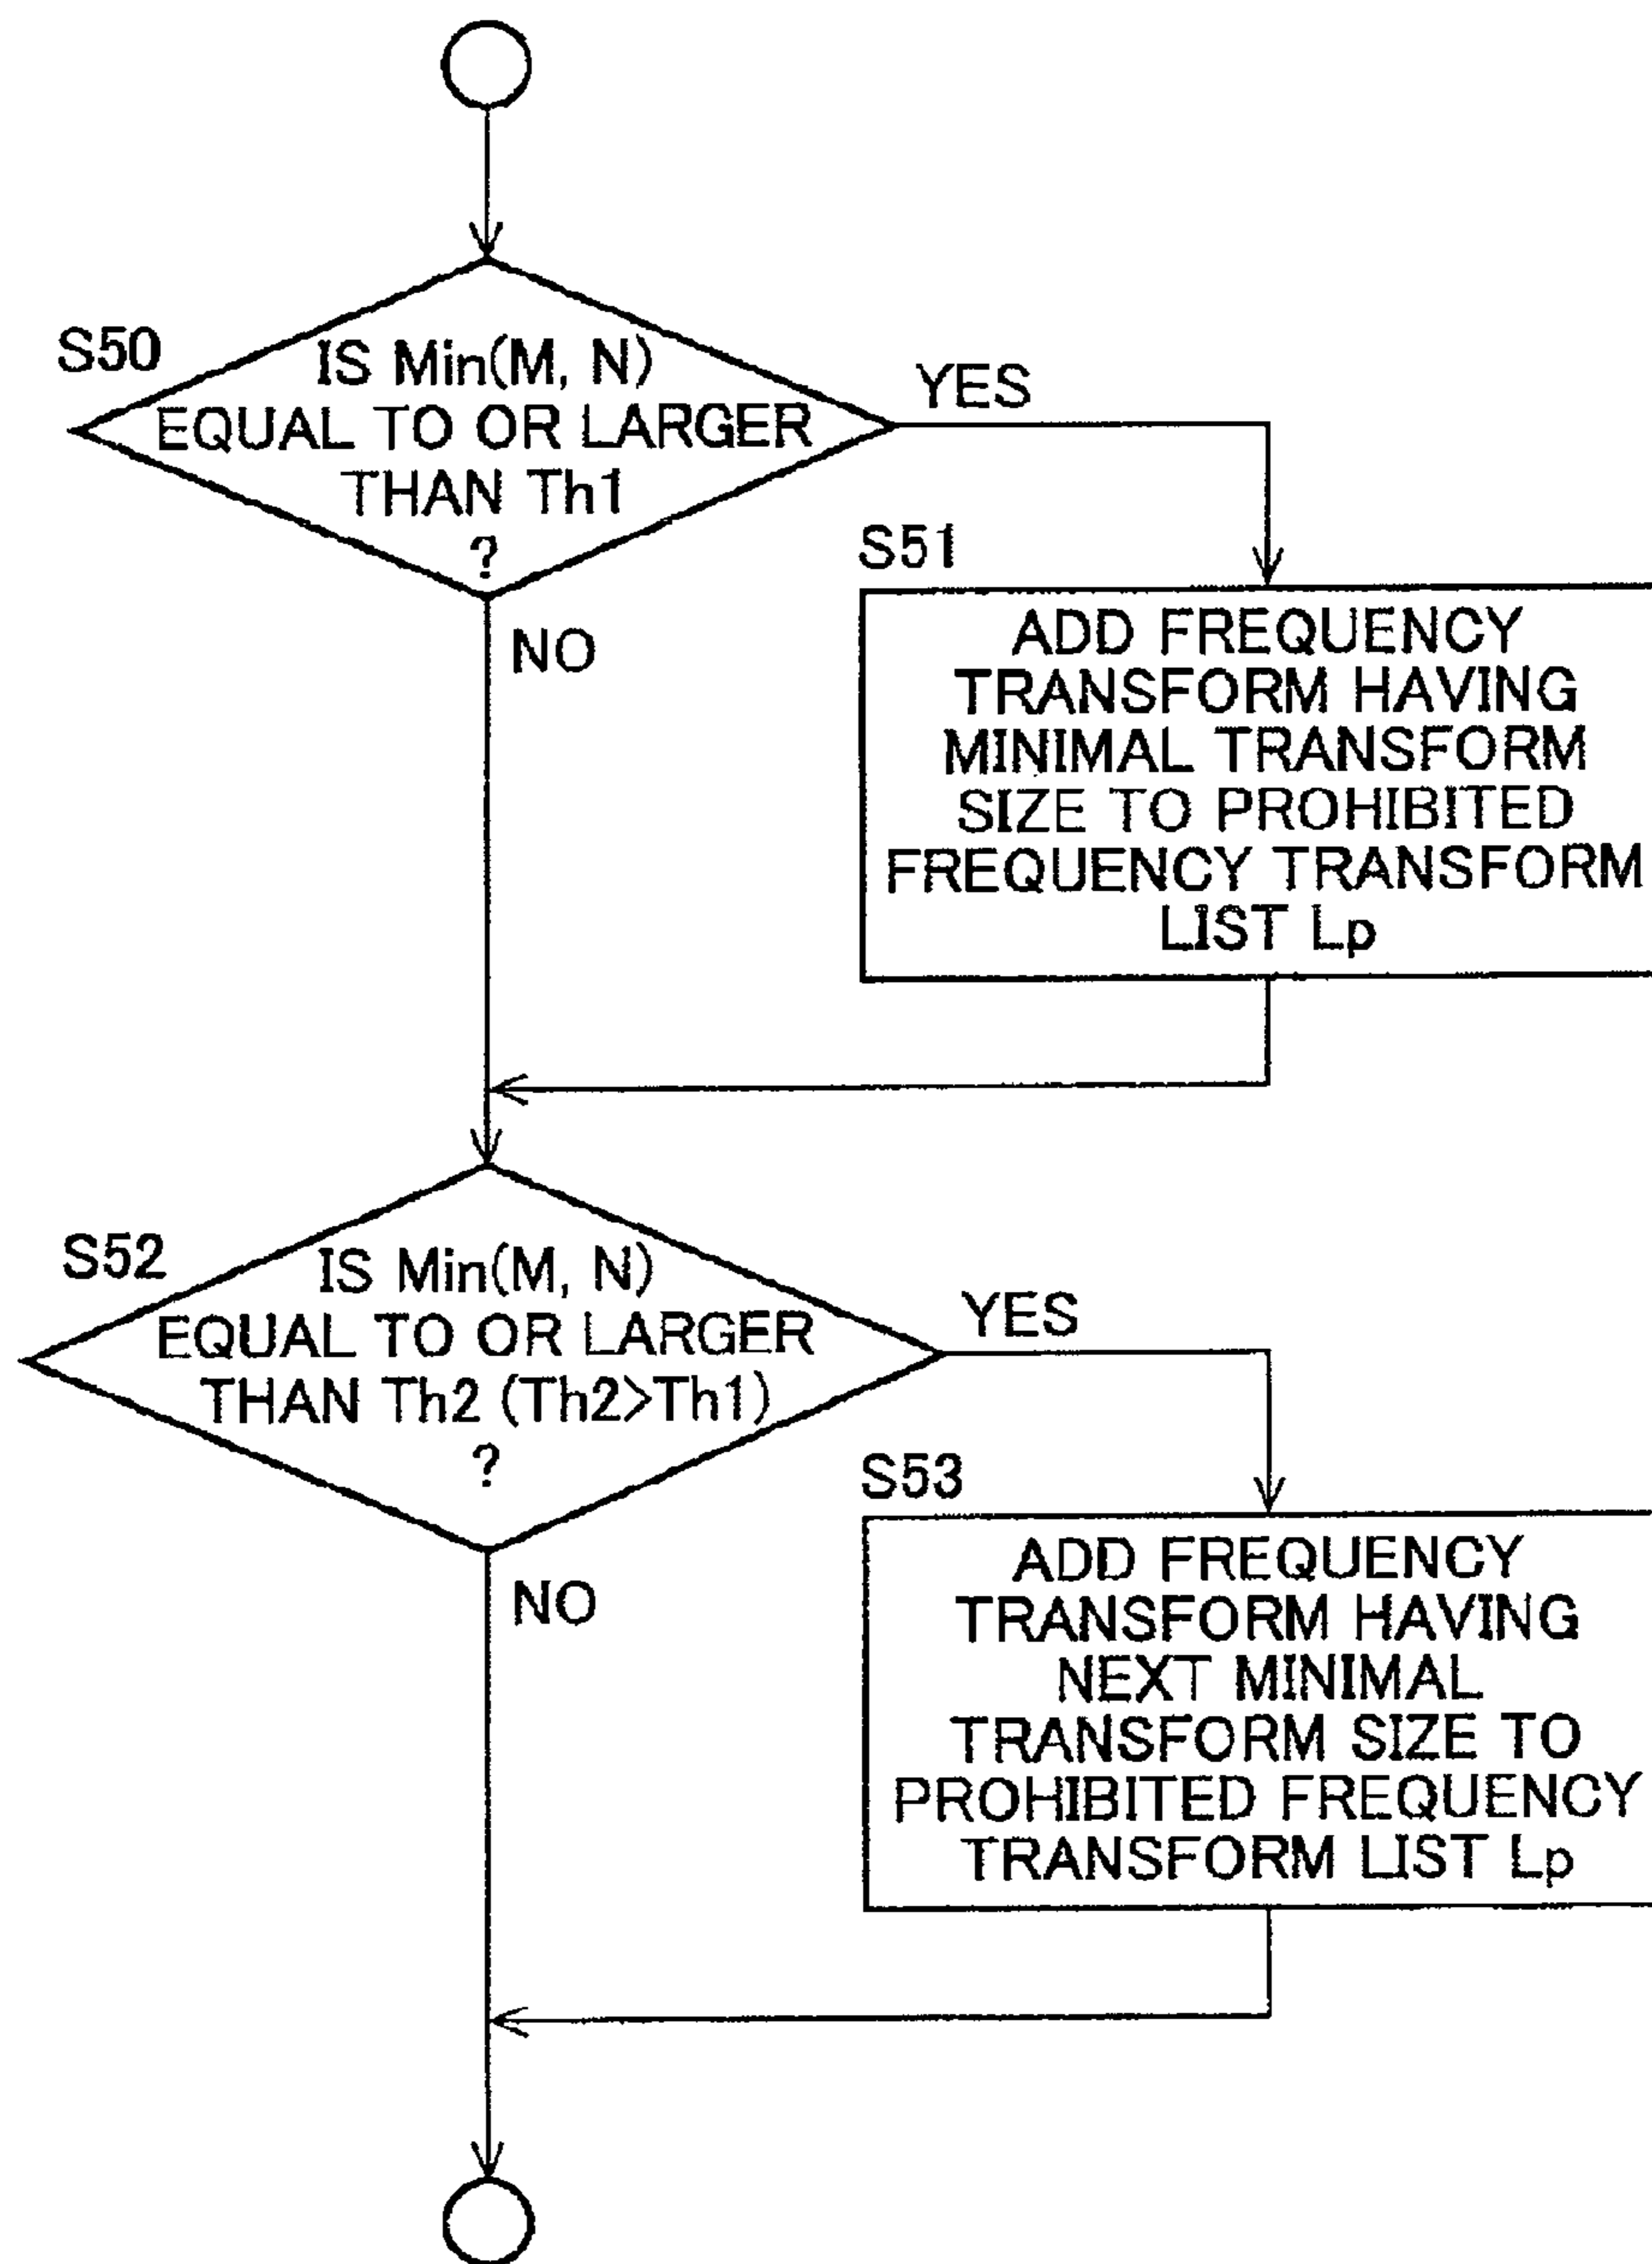 S50
IS Min(M, N)
EQUAL TO OR LARGER
THAN Th1
?
YES
NO
S51
ADD FREQUENCY
TRANSFORM HAVING
MINIMAL TRANSFORM
SIZE TO PROHIBITED
FREQUENCY TRANSFORM
LIST Lp
S52
IS Min(M, N)
EQUAL TO OR LARGER
THAN Th2 (Th2>Th1)
?
YES
NO
S53
ADD FREQUENCY
TRANSFORM HAVING
NEXT MINIMAL
TRANSFORM SIZE TO
PROHIBITED FREQUENCY
TRANSFORM LIST Lp